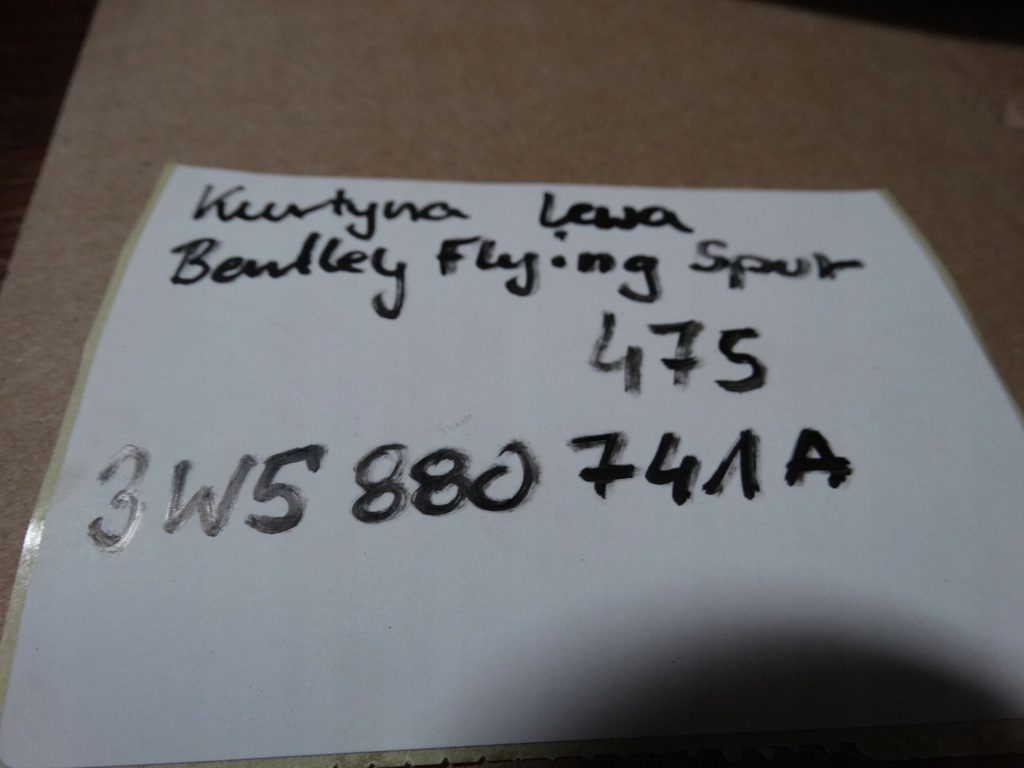 Kurtyna Lewa
Bentley Flying Spur
475
3W5 880 741A